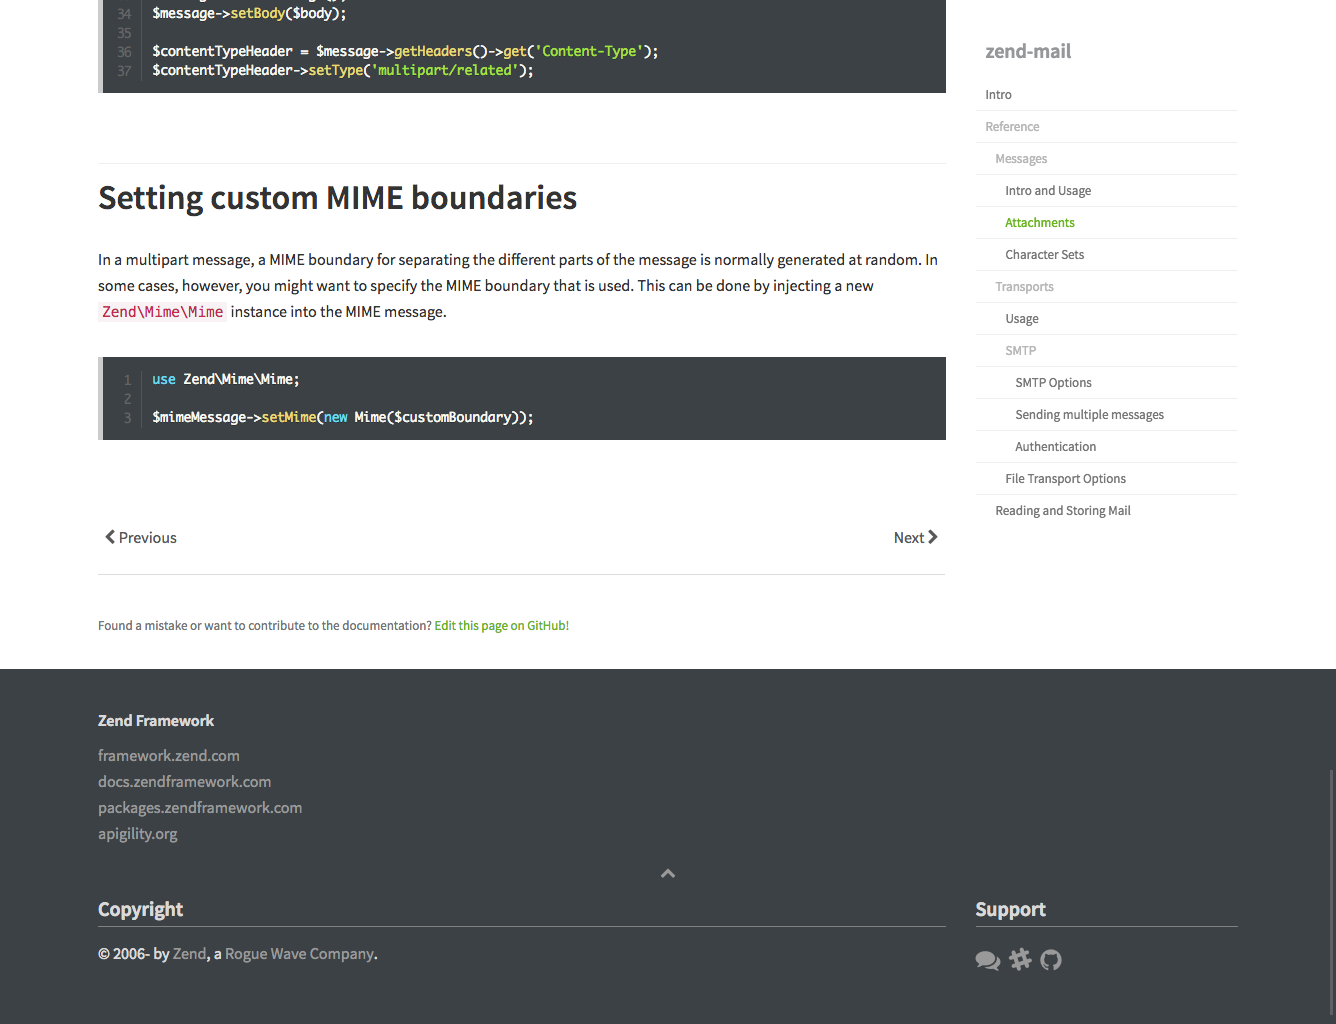 34 $message->setBody($body);
35
36 $contentTypeHeader = $message->getHeaders()->get('Content-Type');
37 $contentTypeHeader->setType('multipart/related');
Setting custom MIME boundaries
In a multipart message, a MIME boundary for separating the different parts of the message is normally generated at random. In
some cases, however, you might want to specify the MIME boundary that is used. This can be done by injecting a new
Zend\Mime\Mime instance into the MIME message.
1 use Zend\Mime\Mime;
2
3 $mimeMessage->setMime(new Mime($customBoundary));
Previous
Next
Found a mistake or want to contribute to the documentation? Edit this page on GitHub!
zend-mail
Intro
Reference
Messages
Intro and Usage
Attachments
Character Sets
Transports
Usage
SMTP
SMTP Options
Sending multiple messages
Authentication
File Transport Options
Reading and Storing Mail
Zend Framework
framework.zend.com
docs.zendframework.com
packages.zendframework.com
apigility.org
Copyright
© 2006- by Zend, a Rogue Wave Company.
Support